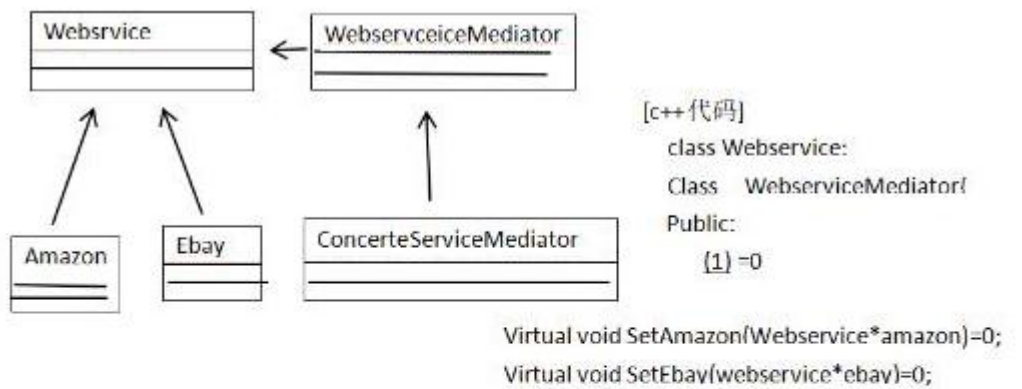 Websrvice
WebservceiceMediator
Amazon
Ebay
ConcerteServiceMediator
[c++代码]
class Webservice:
Class WebserviceMediator{
Public:
(1) =0
Virtual void SetAmazon(Webservice*amazon)=0;
Virtual void SetEbay(webservice*ebay)=0;